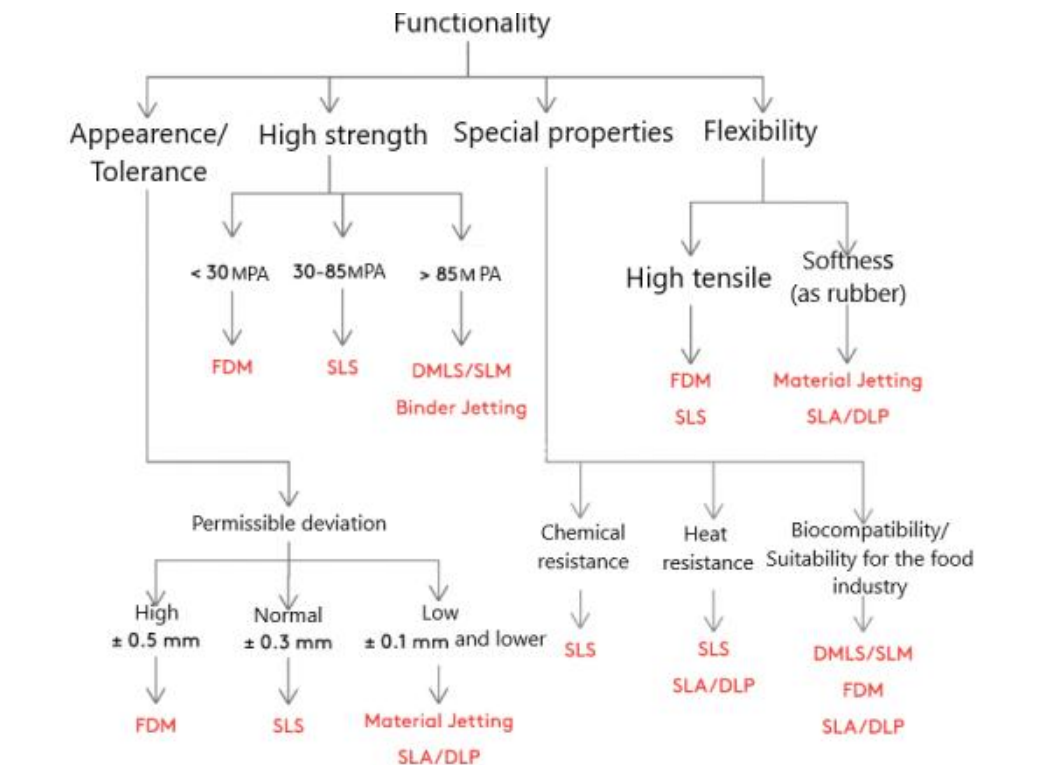 Functionality
Appearence/
Tolerance
High strength
Special properties
Flexibility
< 30 MPA
30-85MPA
> 85M PA
High tensile
Softness
(as rubber)
FDM
SLS
DMLS/SLM
Binder Jetting
FDM
SLS
Material Jetting
SLA/DLP
Permissible deviation
Chemical
resistance
Heat
resistance
Biocompatibility/
Suitability for the food
industry
High
± 0.5 mm
Normal
± 0.3 mm
Low
± 0.1 mm and lower
SLS
SLS
SLA/DLP
DMLS/SLM
FDM
SLA/DLP
FDM
SLS
Material Jetting
SLA/DLP